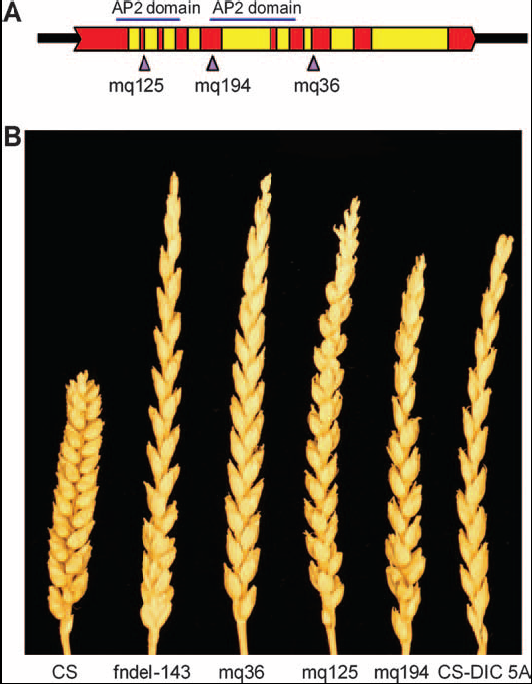 A
AP2 domain AP2 domain
mq125 mq194 mq36
B
CS fndel-143 mq36 mq125 mq194 CS-DIC 5A